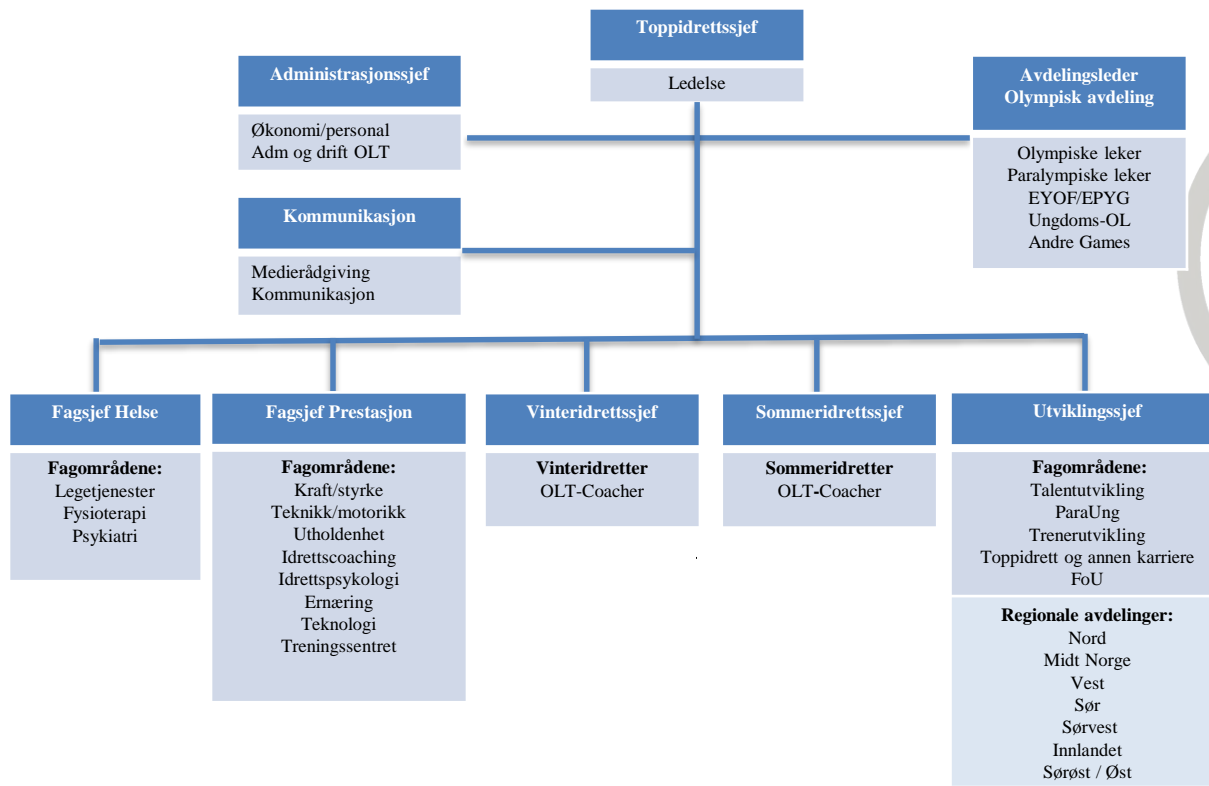 Toppidrettssjef
Ledelse
Administrasjonssjef
Økonomi/personal
Adm og drift OLT
Avdelingsleder
Olympisk avdeling
Olympiske leker
Paralympiske leker
EYOF/EPYG
Ungdoms-OL
Andre Games
Kommunikasjon
Medierådgiving
Kommunikasjon
Fagsjef Helse
Fagområdene:
Legetjenester
Fysioterapi
Psykiatri
Fagsjef Prestasjon
Fagområdene:
Kraft/styrke
Teknikk/motorikk
Utholdenhet
Idrettscoaching
Idrettspsykologi
Ernæring
Teknologi
Treningssentret
Vinteridrettssjef
Vinteridretter
OLT-Coacher
Sommeridrettssjef
Sommeridretter
OLT-Coacher
Utviklingssjef
Fagområdene:
Talentutvikling
ParaUng
Trenerutvikling
Toppidrett og annen karriere
FoU
Regionale avdelinger:
Nord
Midt Norge
Vest
Sør
Sørvest
Innlandet
Sørøst / Øst